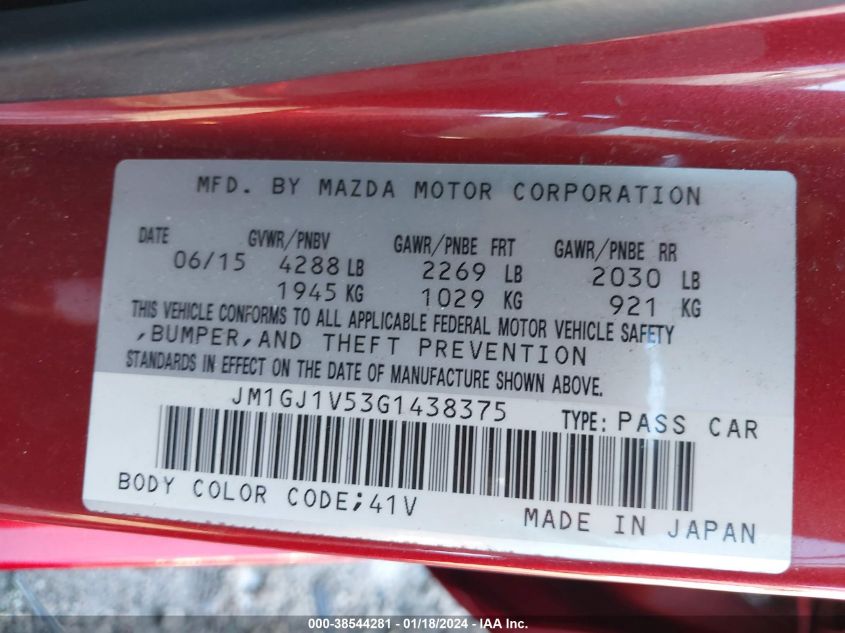 MFD. BY MAZDA MOTOR CORPORATION
DATE GVWR/PNBV GAWR/PNBE FRT GAWR/PNBE RR
06/15 4288 LB 2269 LB 2030 LB
1945 KG 1029 KG 921 KG
THIS VEHICLE CONFORMS TO ALL APPLICABLE FEDERAL MOTOR VEHICLE SAFETY
,BUMPER,AND THEFT PREVENTION
STANDARDS IN EFFECT ON THE DATE OF MANUFACTURE SHOWN ABOVE.
JM1GJ1V53G1438375 TYPE: PASS CAR
BODY COLOR CODE;41V
MADE IN JAPAN
000-38544281 - 01/18/2024 - IAA Inc.